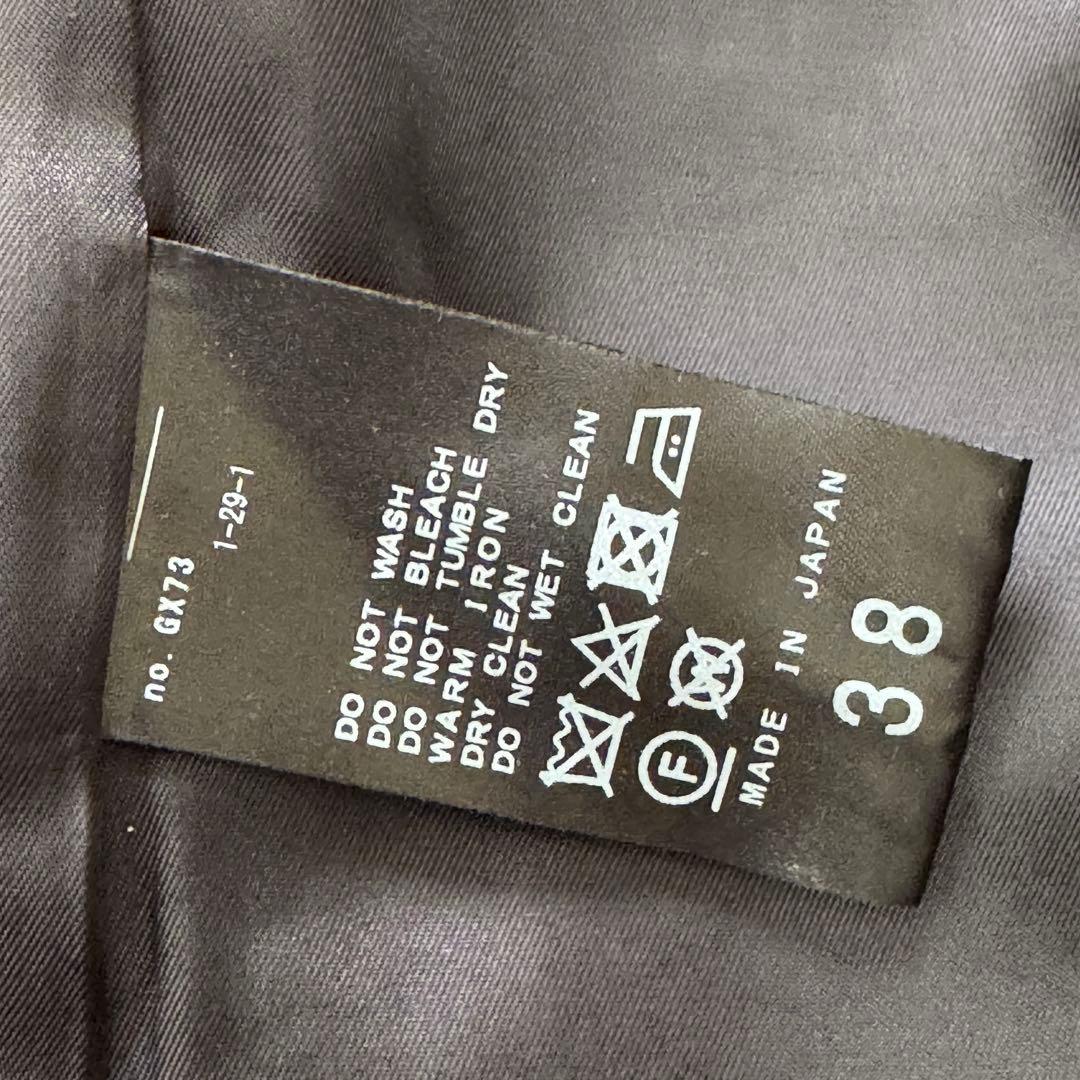 no. GX73
1-29-1
DO NOT WASH
DO NOT BLEACH
DO NOT TUMBLE DRY
WARM IRON
DRY CLEAN
DO NOT WET CLEAN
F
W
MADE IN JAPAN
38